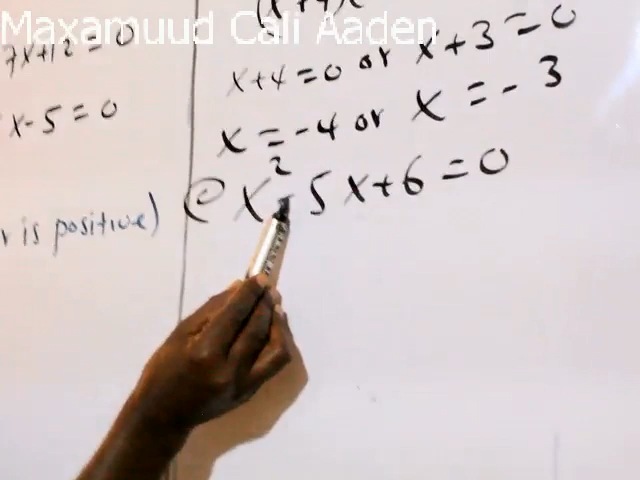 Maxamuud Cali Aaden
7x+12=0
x-5=0
r is positive)
x+4=0 or x+3=0
x=-4 or x=-3
@ x²-5x+6=0